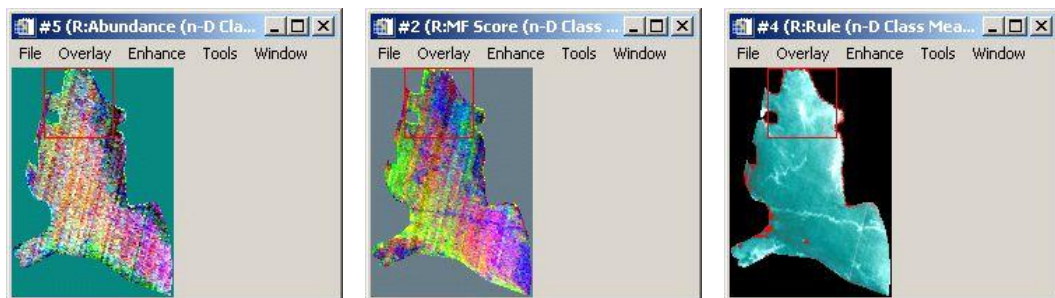 #5 (R:Abundance (n-D Cla...
File Overlay Enhance Tools Window
#2 (R:MF Score (n-D Class ...
File Overlay Enhance Tools Window
#4 (R:Rule (n-D Class Mea...
File Overlay Enhance Tools Window